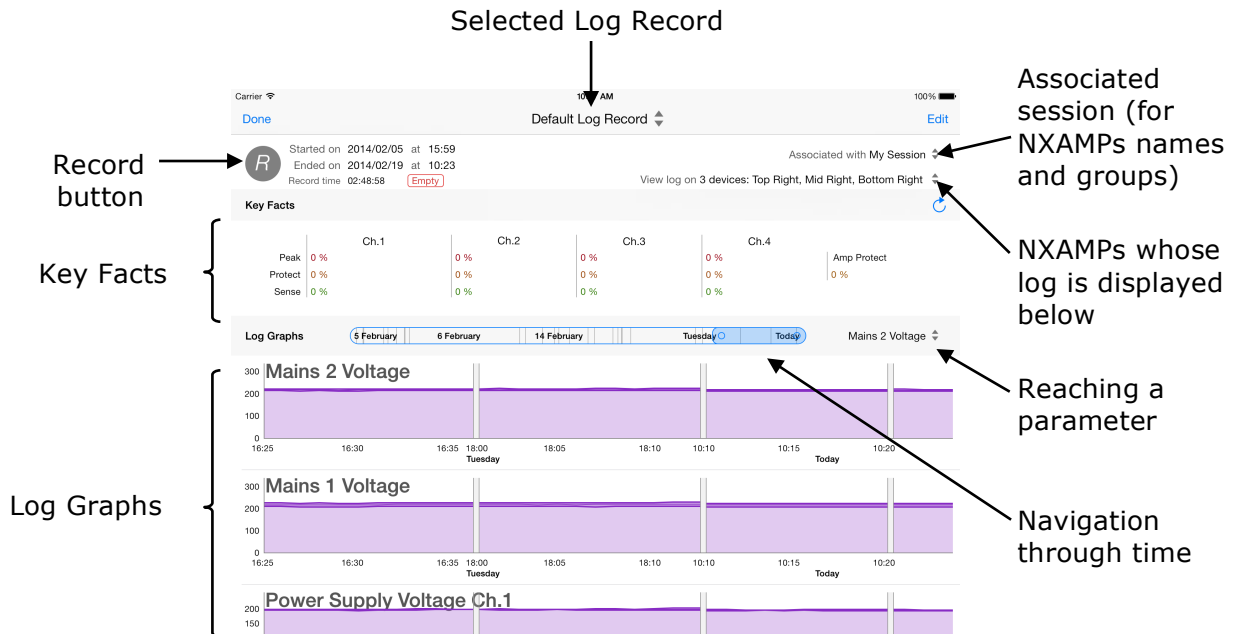 Selected Log Record
Carrier
AM
100%
Done
Default Log Record
Edit
Associated
session (for
NXAMPs names
and groups)
Record
button
R
Started on 2014/02/05 at 15:59
Ended on 2014/02/19 at 10:23
Record time 02:48:58 Empty
Associated with My Session
View log on 3 devices: Top Right, Mid Right, Bottom Right
Key Facts
Key Facts
Ch.1 Ch.2 Ch.3 Ch.4
Peak 0 % 0 % 0 % 0 % Amp Protect
Protect 0 % 0 % 0 % 0 % 0 %
Sense 0 % 0 % 0 % 0 %
NXAMPs whose
log is displayed
below
Log Graphs 5 February 6 February 14 February Tuesday Today Mains 2 Voltage
Reaching a
parameter
Log Graphs
Mains 2 Voltage
300
200
100
0
16:25 16:30 16:35 18:00 18:05 18:10 10:10 10:15 10:20
Tuesday Today
Mains 1 Voltage
300
200
100
0
16:25 16:30 16:35 18:00 18:05 18:10 10:10 10:15 10:20
Tuesday Today
Navigation
through time
Power Supply Voltage Ch.1
200
150